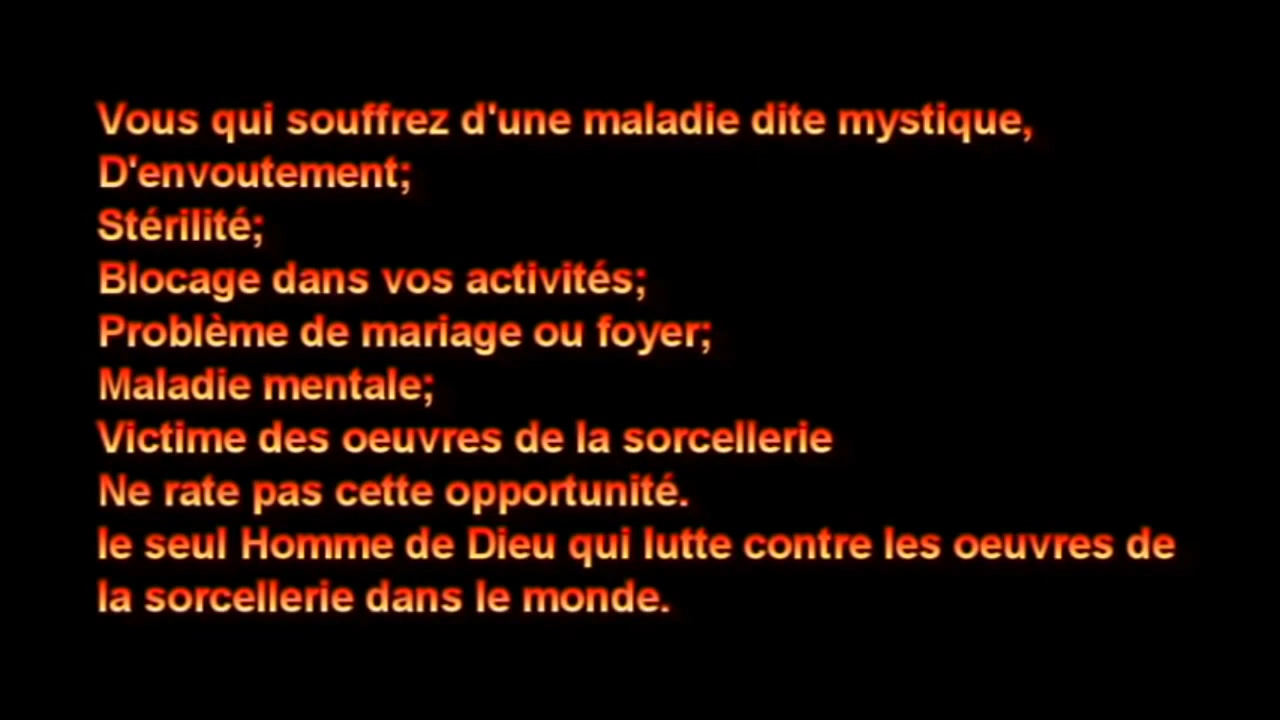 Vous qui souffrez d'une maladie dite mystique,
D'envoutement;
Stérilité;
Blocage dans vos activités;
Problème de mariage ou foyer;
Maladie mentale;
Victime des oeuvres de la sorcellerie
Ne rate pas cette opportunité.
le seul Homme de Dieu qui lutte contre les oeuvres de
la sorcellerie dans le monde.